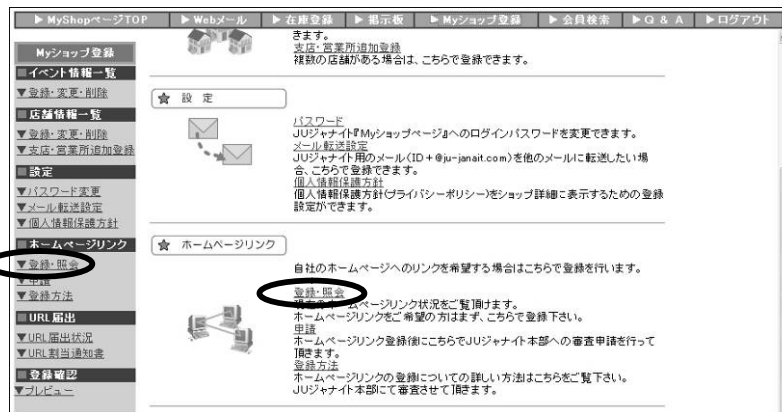 ▶ MyShopページTOP ▶ Webメール ▶ 在庫登録 ▶ 掲示板 ▶ Myショップ登録 ▶ 会員検索 ▶ Q & A ▶ ログアウト
Myショップ登録
■イベント情報一覧
▼登録・変更・削除
■店舗情報一覧
▼登録・変更・削除
▼支店・営業所追加登録
■設定
▼パスワード変更
▼メール転送設定
▼個人情報保護方針
■ホームページリンク
▼登録・照会
▼申請
▼登録方法
■URL届出
▼URL届出状況
▼URL割当通知書
■登録確認
▼プレビュー
きます。
支店・営業所追加登録
複数の店舗がある場合は、こちらで登録できます。
★ 設 定
パスワード
JUジャナイト『Myショップページ』へのログインパスワードを変更できます。
メール転送設定
JUジャナイト用のメール(ID+@ju-janait.com)を他のメールに転送したい場
合、こちらで登録できます。
個人情報保護方針
個人情報保護方針(プライバシーポリシー)をショップ詳細に表示するための登録
設定ができます。
★ ホームページリンク
自社のホームページへのリンクを希望する場合はこちらで登録を行います。
登録・照会
現在のホームページリンク状況をご覧頂けます。
ホームページリンクをご希望の方はまず、こちらで登録下さい。
申請
ホームページリンク登録後にこちらでJUジャナイト本部への審査申請を行って
頂きます。
登録方法
ホームページリンクの登録についての詳しい方法はこちらをご覧下さい。
JUジャナイト本部にて審査させて頂きます。